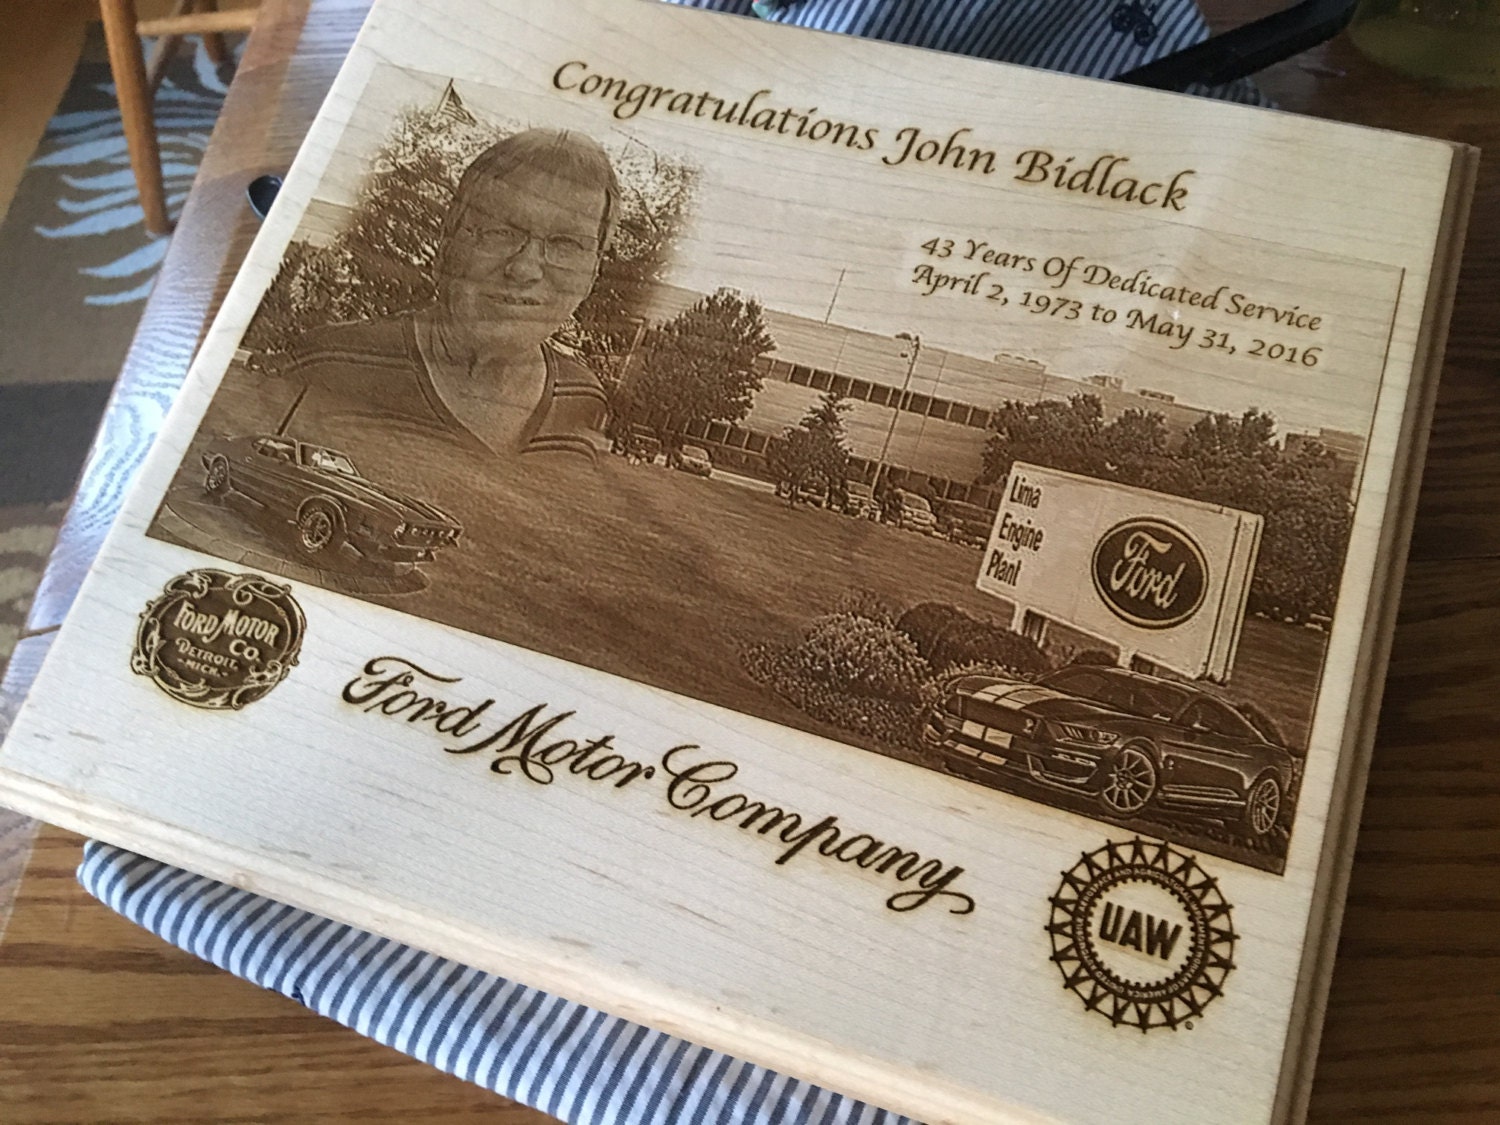 Congratulations John Bidlack
43 Years Of Dedicated Service
April 2, 1973 to May 31, 2016
Lima
Engine
Plant
Ford
FORD MOTOR
CO.
DETROIT,
MICH.
Ford Motor Company
UAW
®